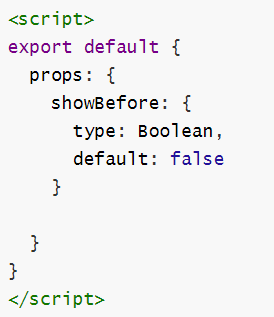 <script>
export default {
  props: {
    showBefore: {
      type: Boolean,
      default: false
    }

  }
}
</script>